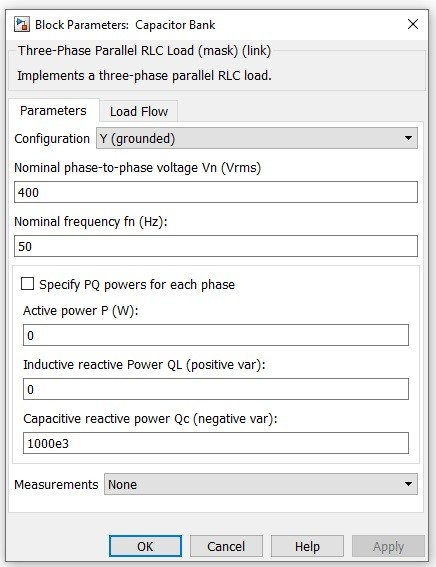 Block Parameters: Capacitor Bank
Three-Phase Parallel RLC Load (mask) (link)
Implements a three-phase parallel RLC load.
Parameters Load Flow
Configuration Y (grounded)
Nominal phase-to-phase voltage Vn (Vrms)
400
Nominal frequency fn (Hz):
50
Specify PQ powers for each phase
Active power P (W):
0
Inductive reactive Power QL (positive var):
0
Capacitive reactive power Qc (negative var):
1000e3
Measurements None
OK Cancel Help Apply